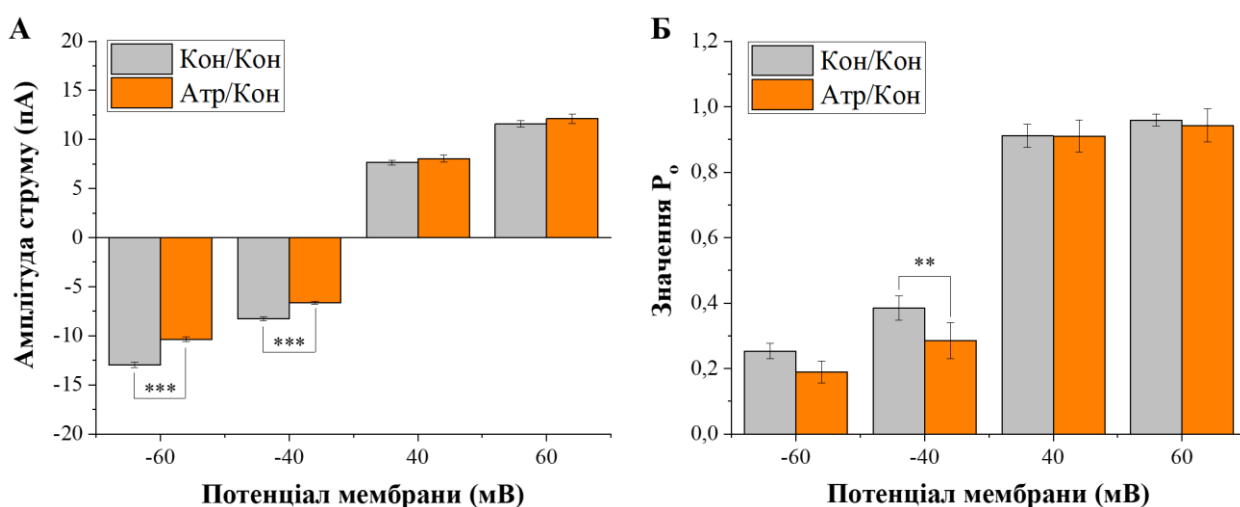 А
Амплітуда струму (пА)
20
15
10
5
0
-5
-10
-15
-20
Кон/Кон
Атр/Кон
***
***
-60
-40
40
60
Потенціал мембрани (мВ)
Б
Значення Pₒ
1,2
1,0
0,8
0,6
0,4
0,2
0,0
Кон/Кон
Атр/Кон
**
-60
-40
40
60
Потенціал мембрани (мВ)